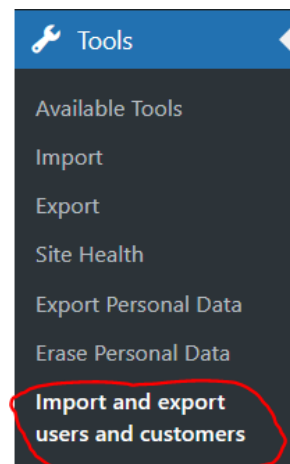 Tools
Available Tools
Import
Export
Site Health
Export Personal Data
Erase Personal Data
Import and export
users and customers